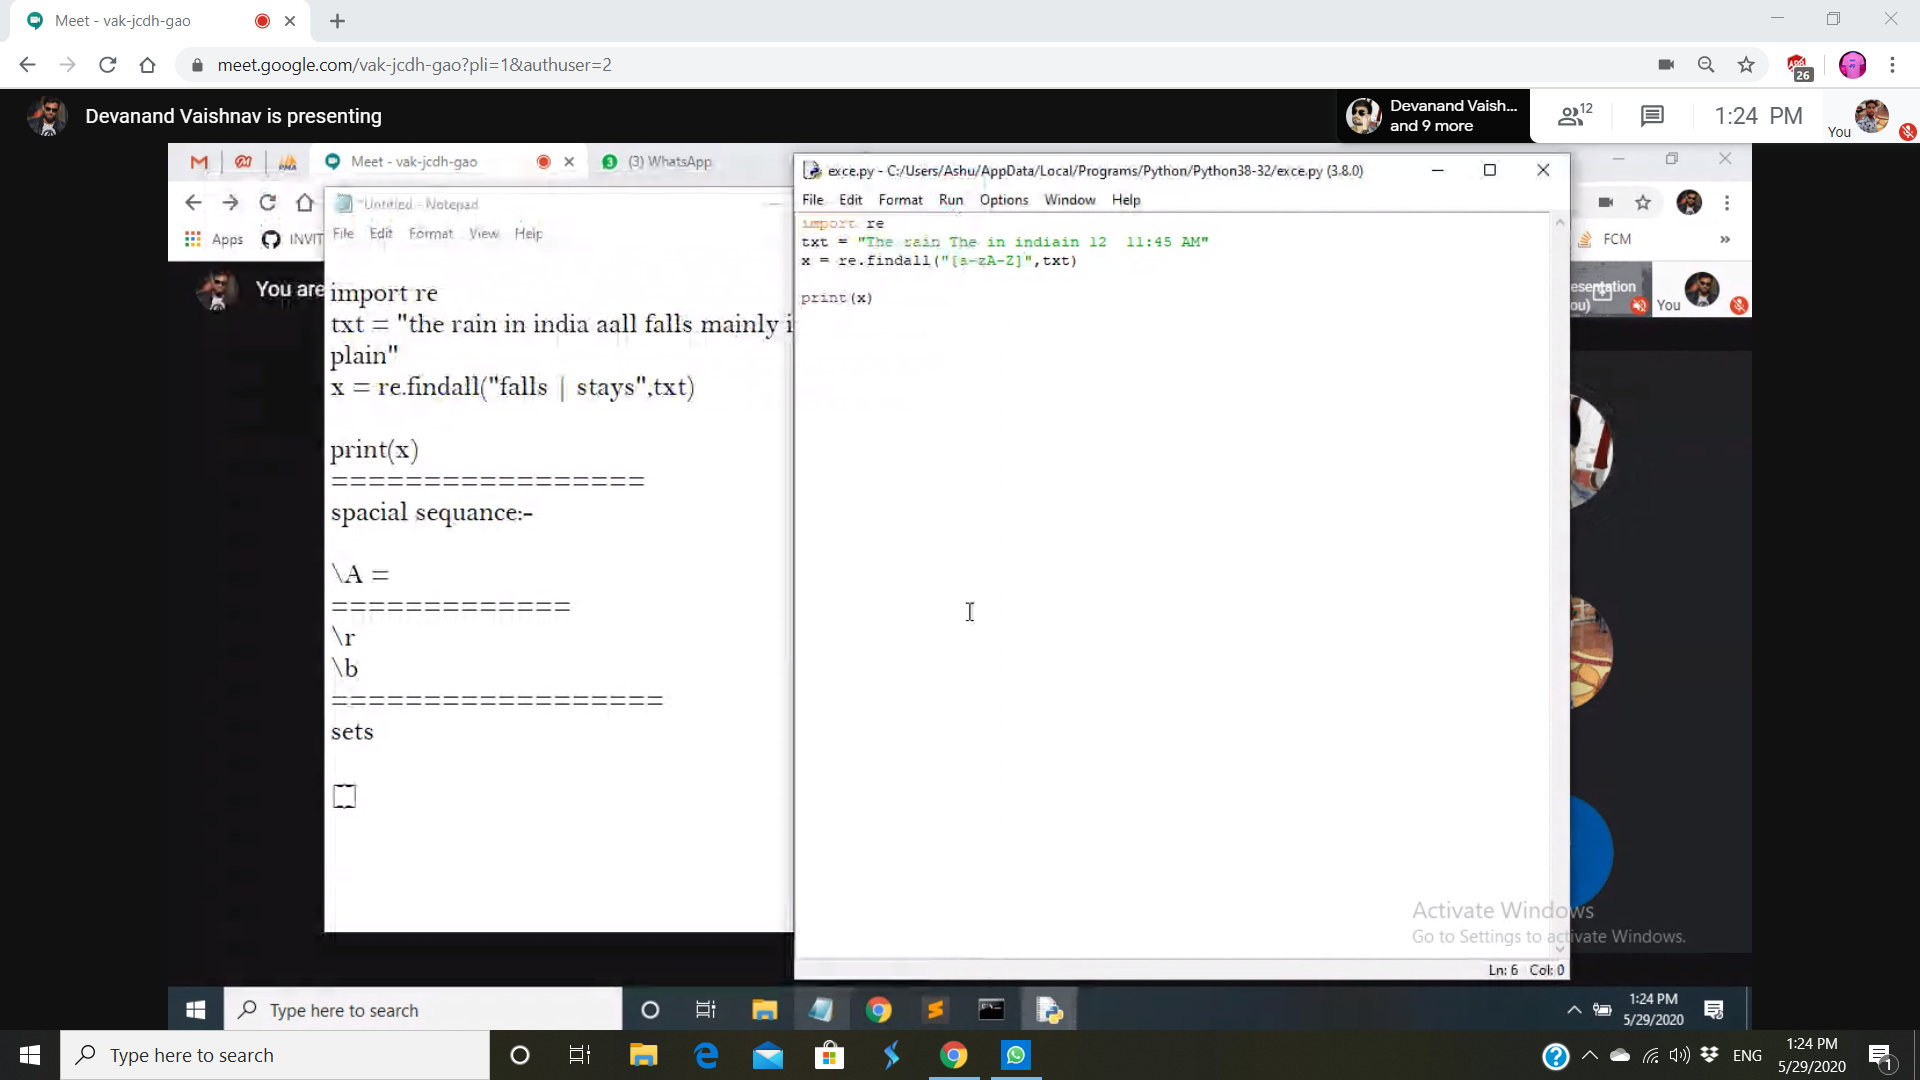 Meet - vak-jcdh-gao
meet.google.com/vak-jcdh-gao?pli=1&authuser=2
26
Devanand Vaishnav is presenting
Devanand Vaish...
and 9 more
12
1:24 PM
You
Meet - vak-jcdh-gao
(3) WhatsApp
Apps
INVIT
FCM
»
You are
esentation
ou)
You
*Untitled - Notepad
File Edit Format View Help
import re
txt = "the rain in india aall falls mainly i
plain"
x = re.findall("falls | stays",txt)
print(x)
=================
spacial sequance:-
\A =
=============
\r
\b
==================
sets
[]
exce.py - C:/Users/Ashu/AppData/Local/Programs/Python/Python38-32/exce.py (3.8.0)
File Edit Format Run Options Window Help
import re
txt = "The rain The in indiain 12  11:45 AM"
x = re.findall("[a-zA-Z]",txt)
print(x)
Activate Windows
Go to Settings to activate Windows.
Ln: 6 Col: 0
Type here to search
1:24 PM
5/29/2020
Type here to search
ENG
1:24 PM
5/29/2020
1